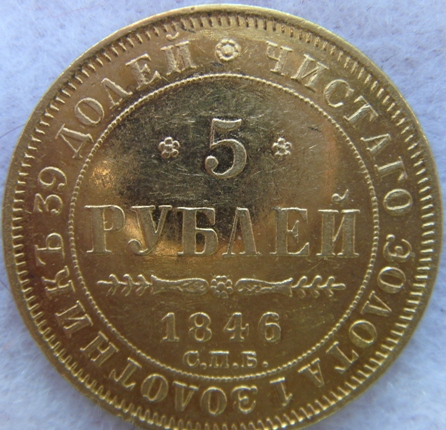 ЧИСТАГО ЗОЛОТА 1 ЗОЛОТНИКЪ 39 ДОЛЕЙ
5
РУБЛЕЙ
1846
С.П.Б.